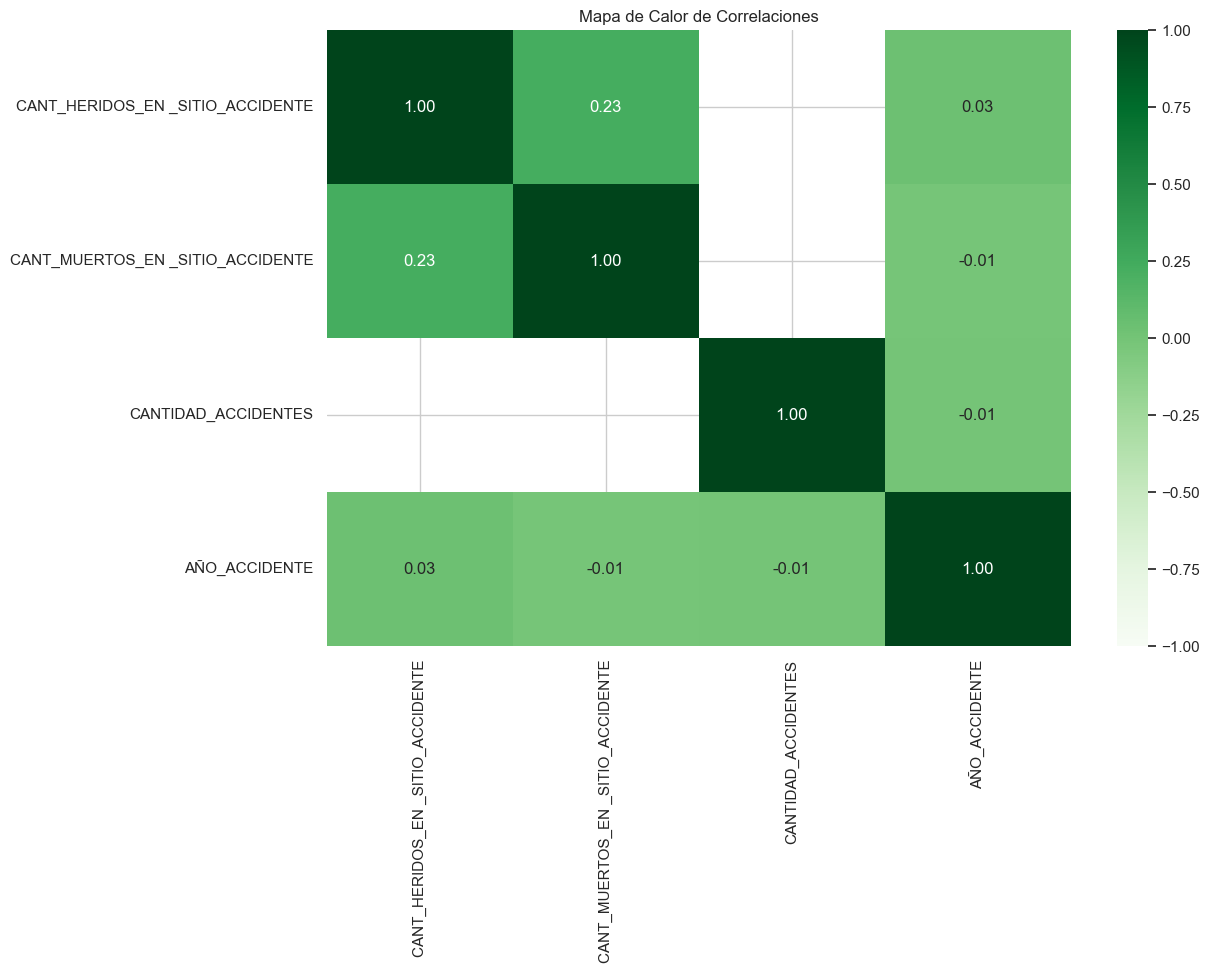 Mapa de Calor de Correlaciones
CANT_HERIDOS_EN _SITIO_ACCIDENTE
1.00
0.23
0.03
CANT_MUERTOS_EN _SITIO_ACCIDENTE
0.23
1.00
-0.01
CANTIDAD_ACCIDENTES
1.00
-0.01
AÑO_ACCIDENTE
0.03
-0.01
-0.01
1.00
CANT_HERIDOS_EN _SITIO_ACCIDENTE
CANT_MUERTOS_EN _SITIO_ACCIDENTE
CANTIDAD_ACCIDENTES
AÑO_ACCIDENTE
1.00
0.75
0.50
0.25
0.00
−0.25
−0.50
−0.75
−1.00